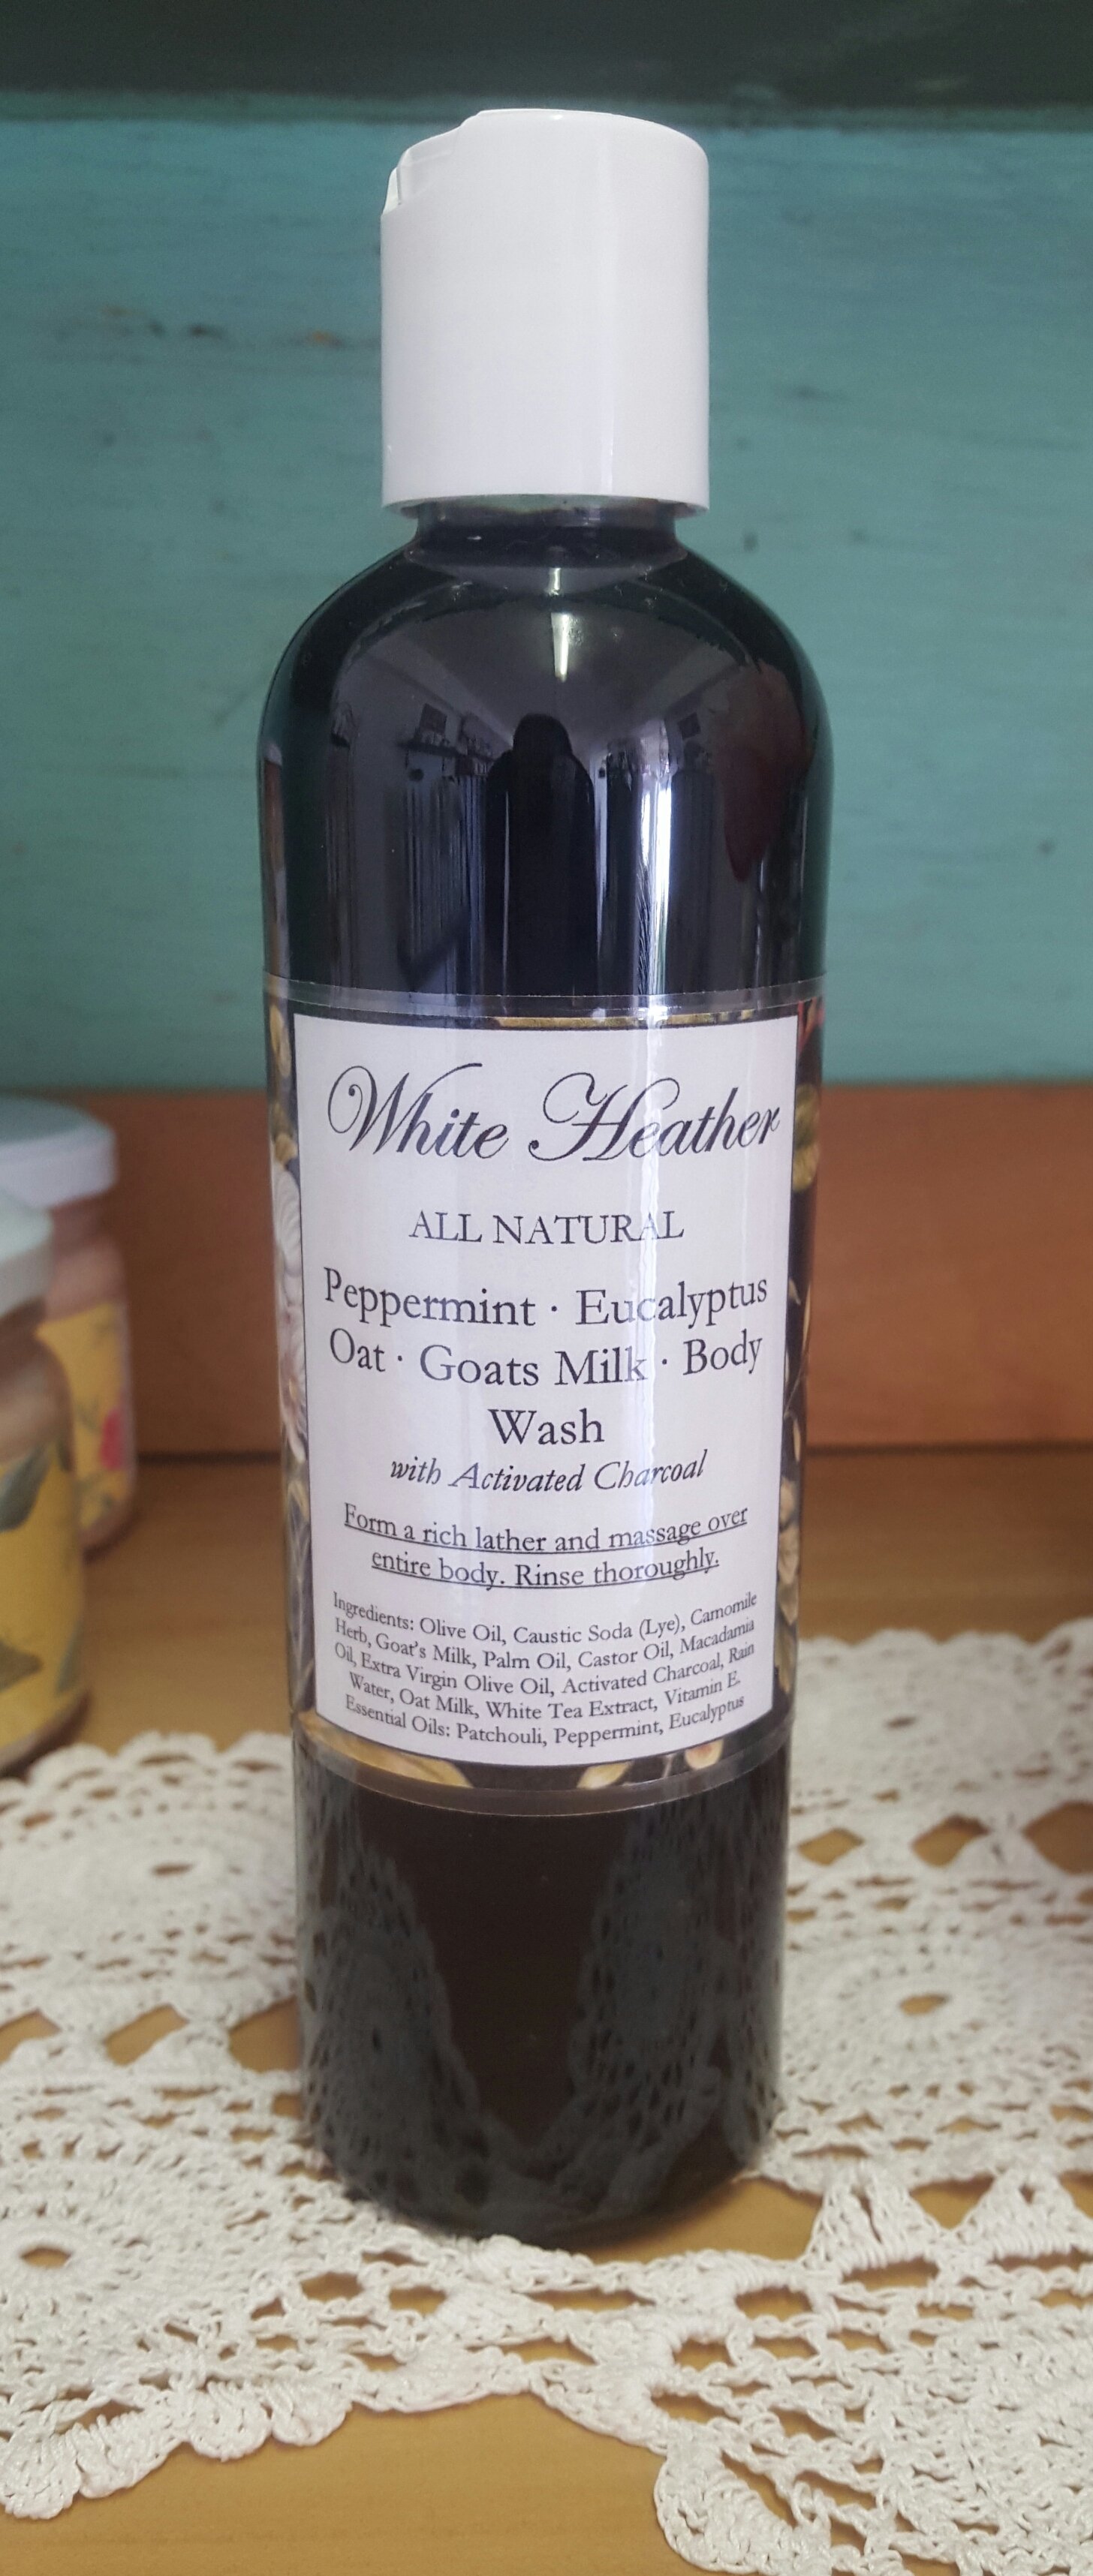 White Heather
ALL NATURAL
Peppermint · Eucalyptus
Oat · Goats Milk · Body
Wash
with Activated Charcoal
Form a rich lather and massage over
entire body. Rinse thoroughly.
Ingredients: Olive Oil, Caustic Soda (Lye), Camomile
Herb, Goat's Milk, Palm Oil, Castor Oil, Macadamia
Oil, Extra Virgin Olive Oil, Activated Charcoal, Rain
Water, Oat Milk, White Tea Extract, Vitamin E.
Essential Oils: Patchouli, Peppermint, Eucalyptus